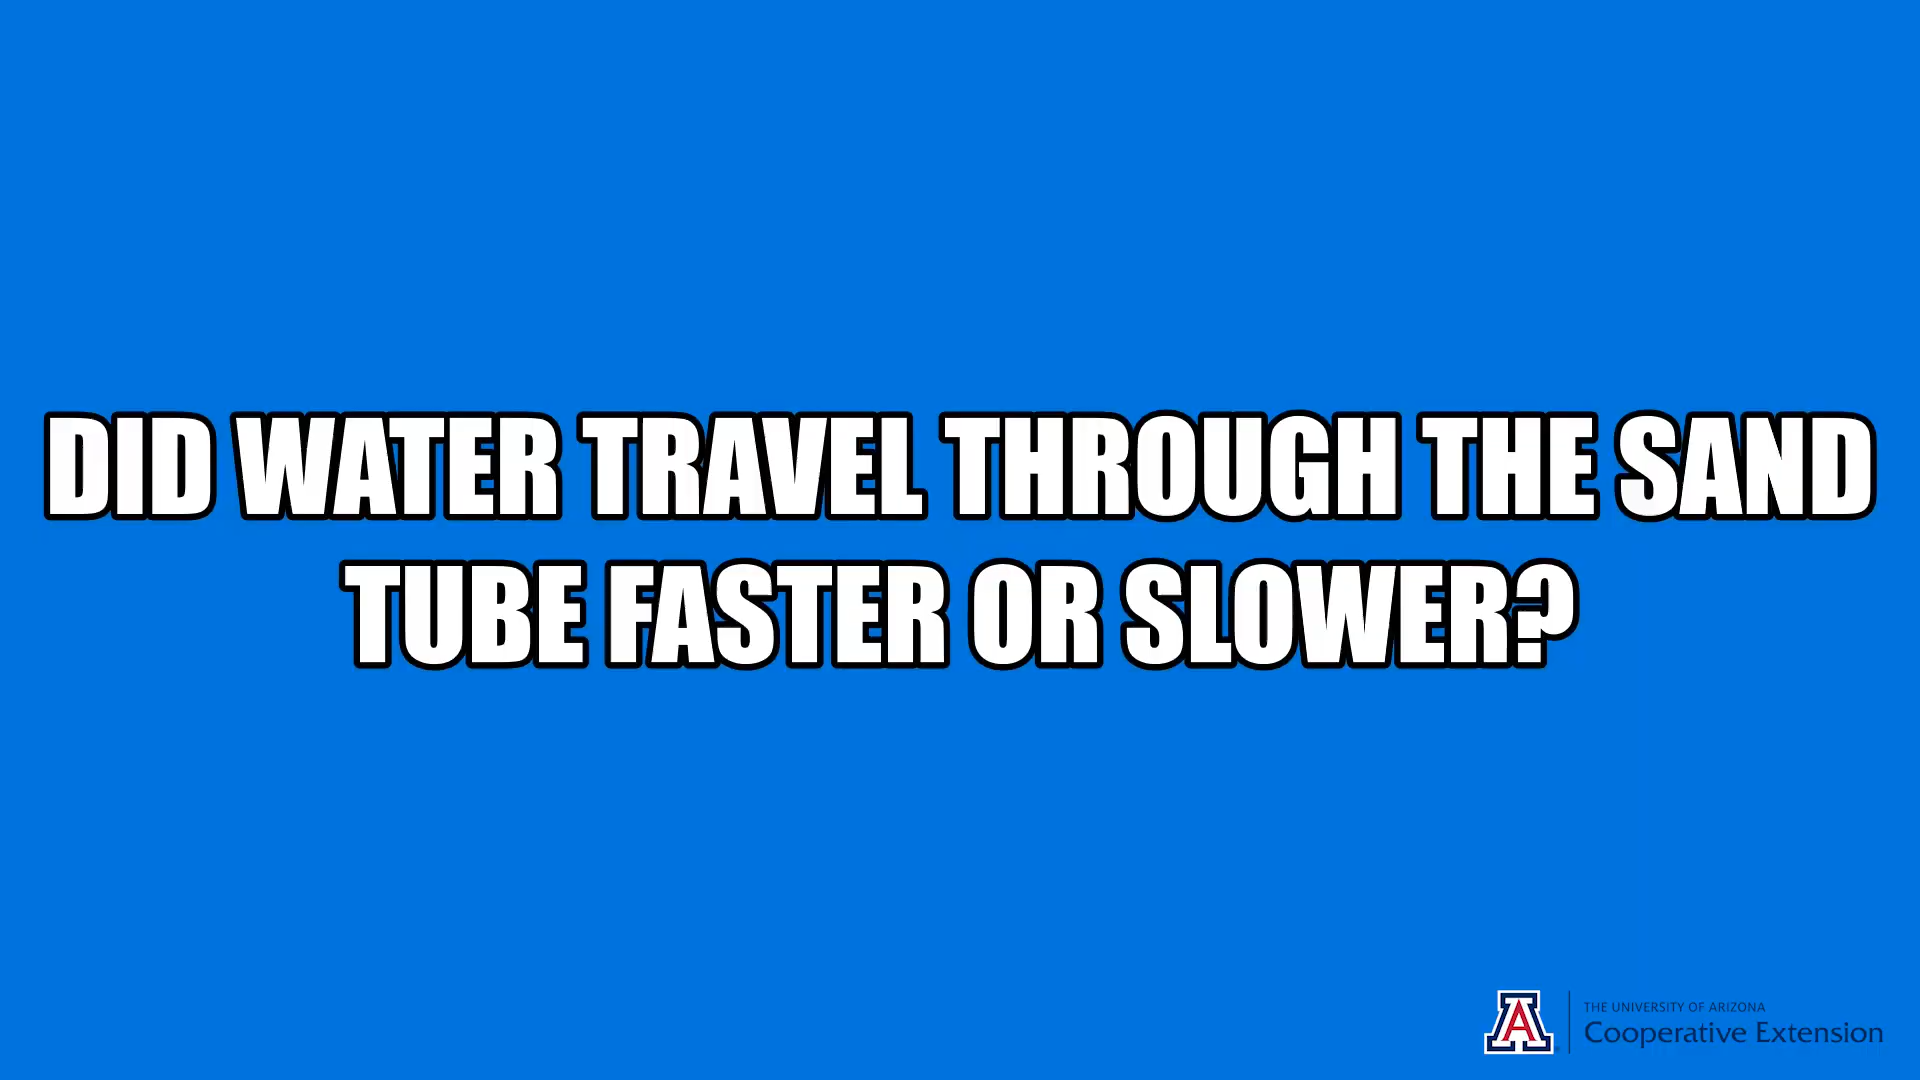 DID WATER TRAVEL THROUGH THE SAND
TUBE FASTER OR SLOWER?
A
THE UNIVERSITY OF ARIZONA
Cooperative Extension